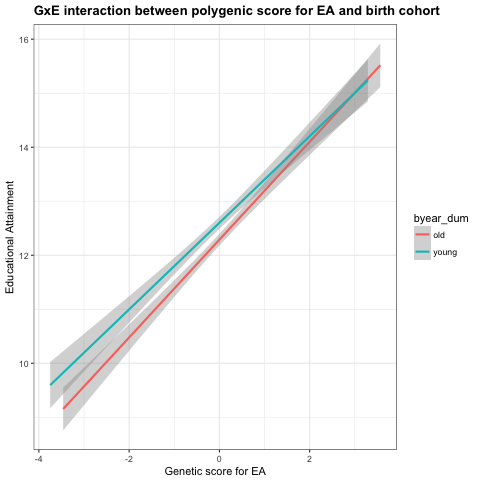 GxE interaction between polygenic score for EA and birth cohort
16
14
12
10
Educational Attainment
-4
-2
0
2
Genetic score for EA
byear_dum
old
young